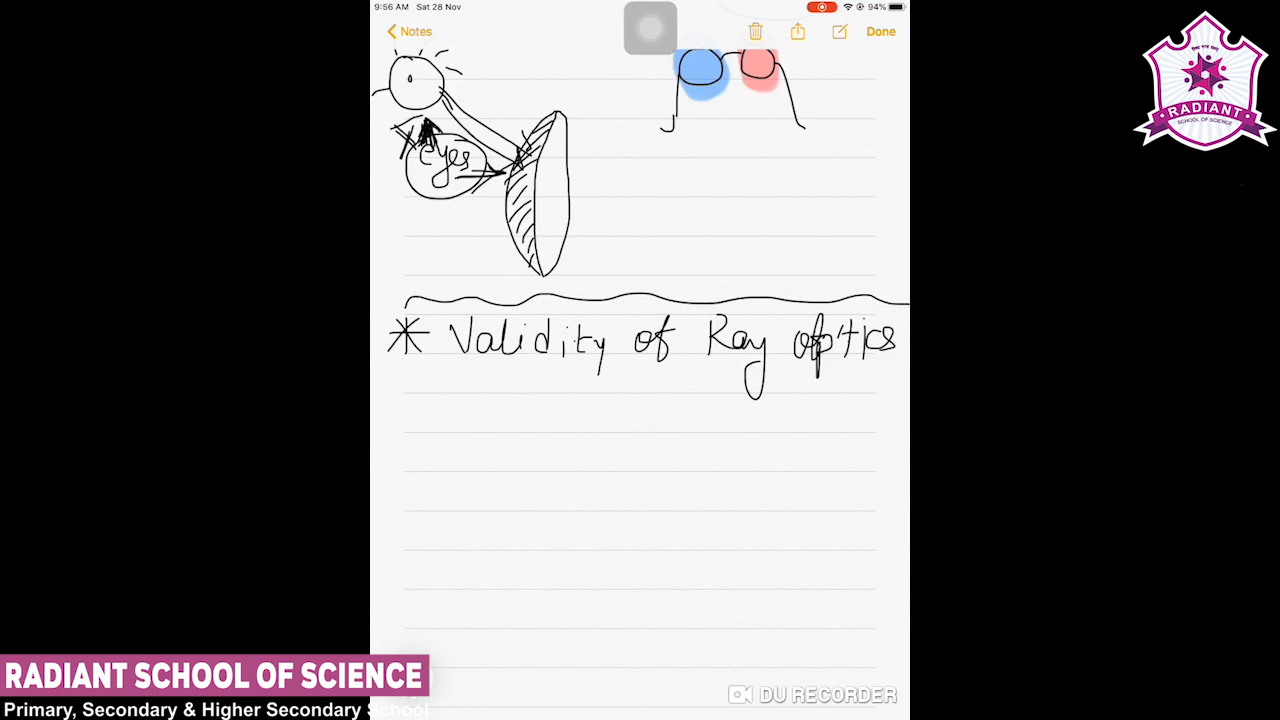 9:56 AM Sat 28 Nov
94%
Notes
Done
eyes
* Validity of Ray optics
RADIANT
SCHOOL OF SCIENCE
RADIANT SCHOOL OF SCIENCE
Primary, Secondary & Higher Secondary School
DU RECORDER